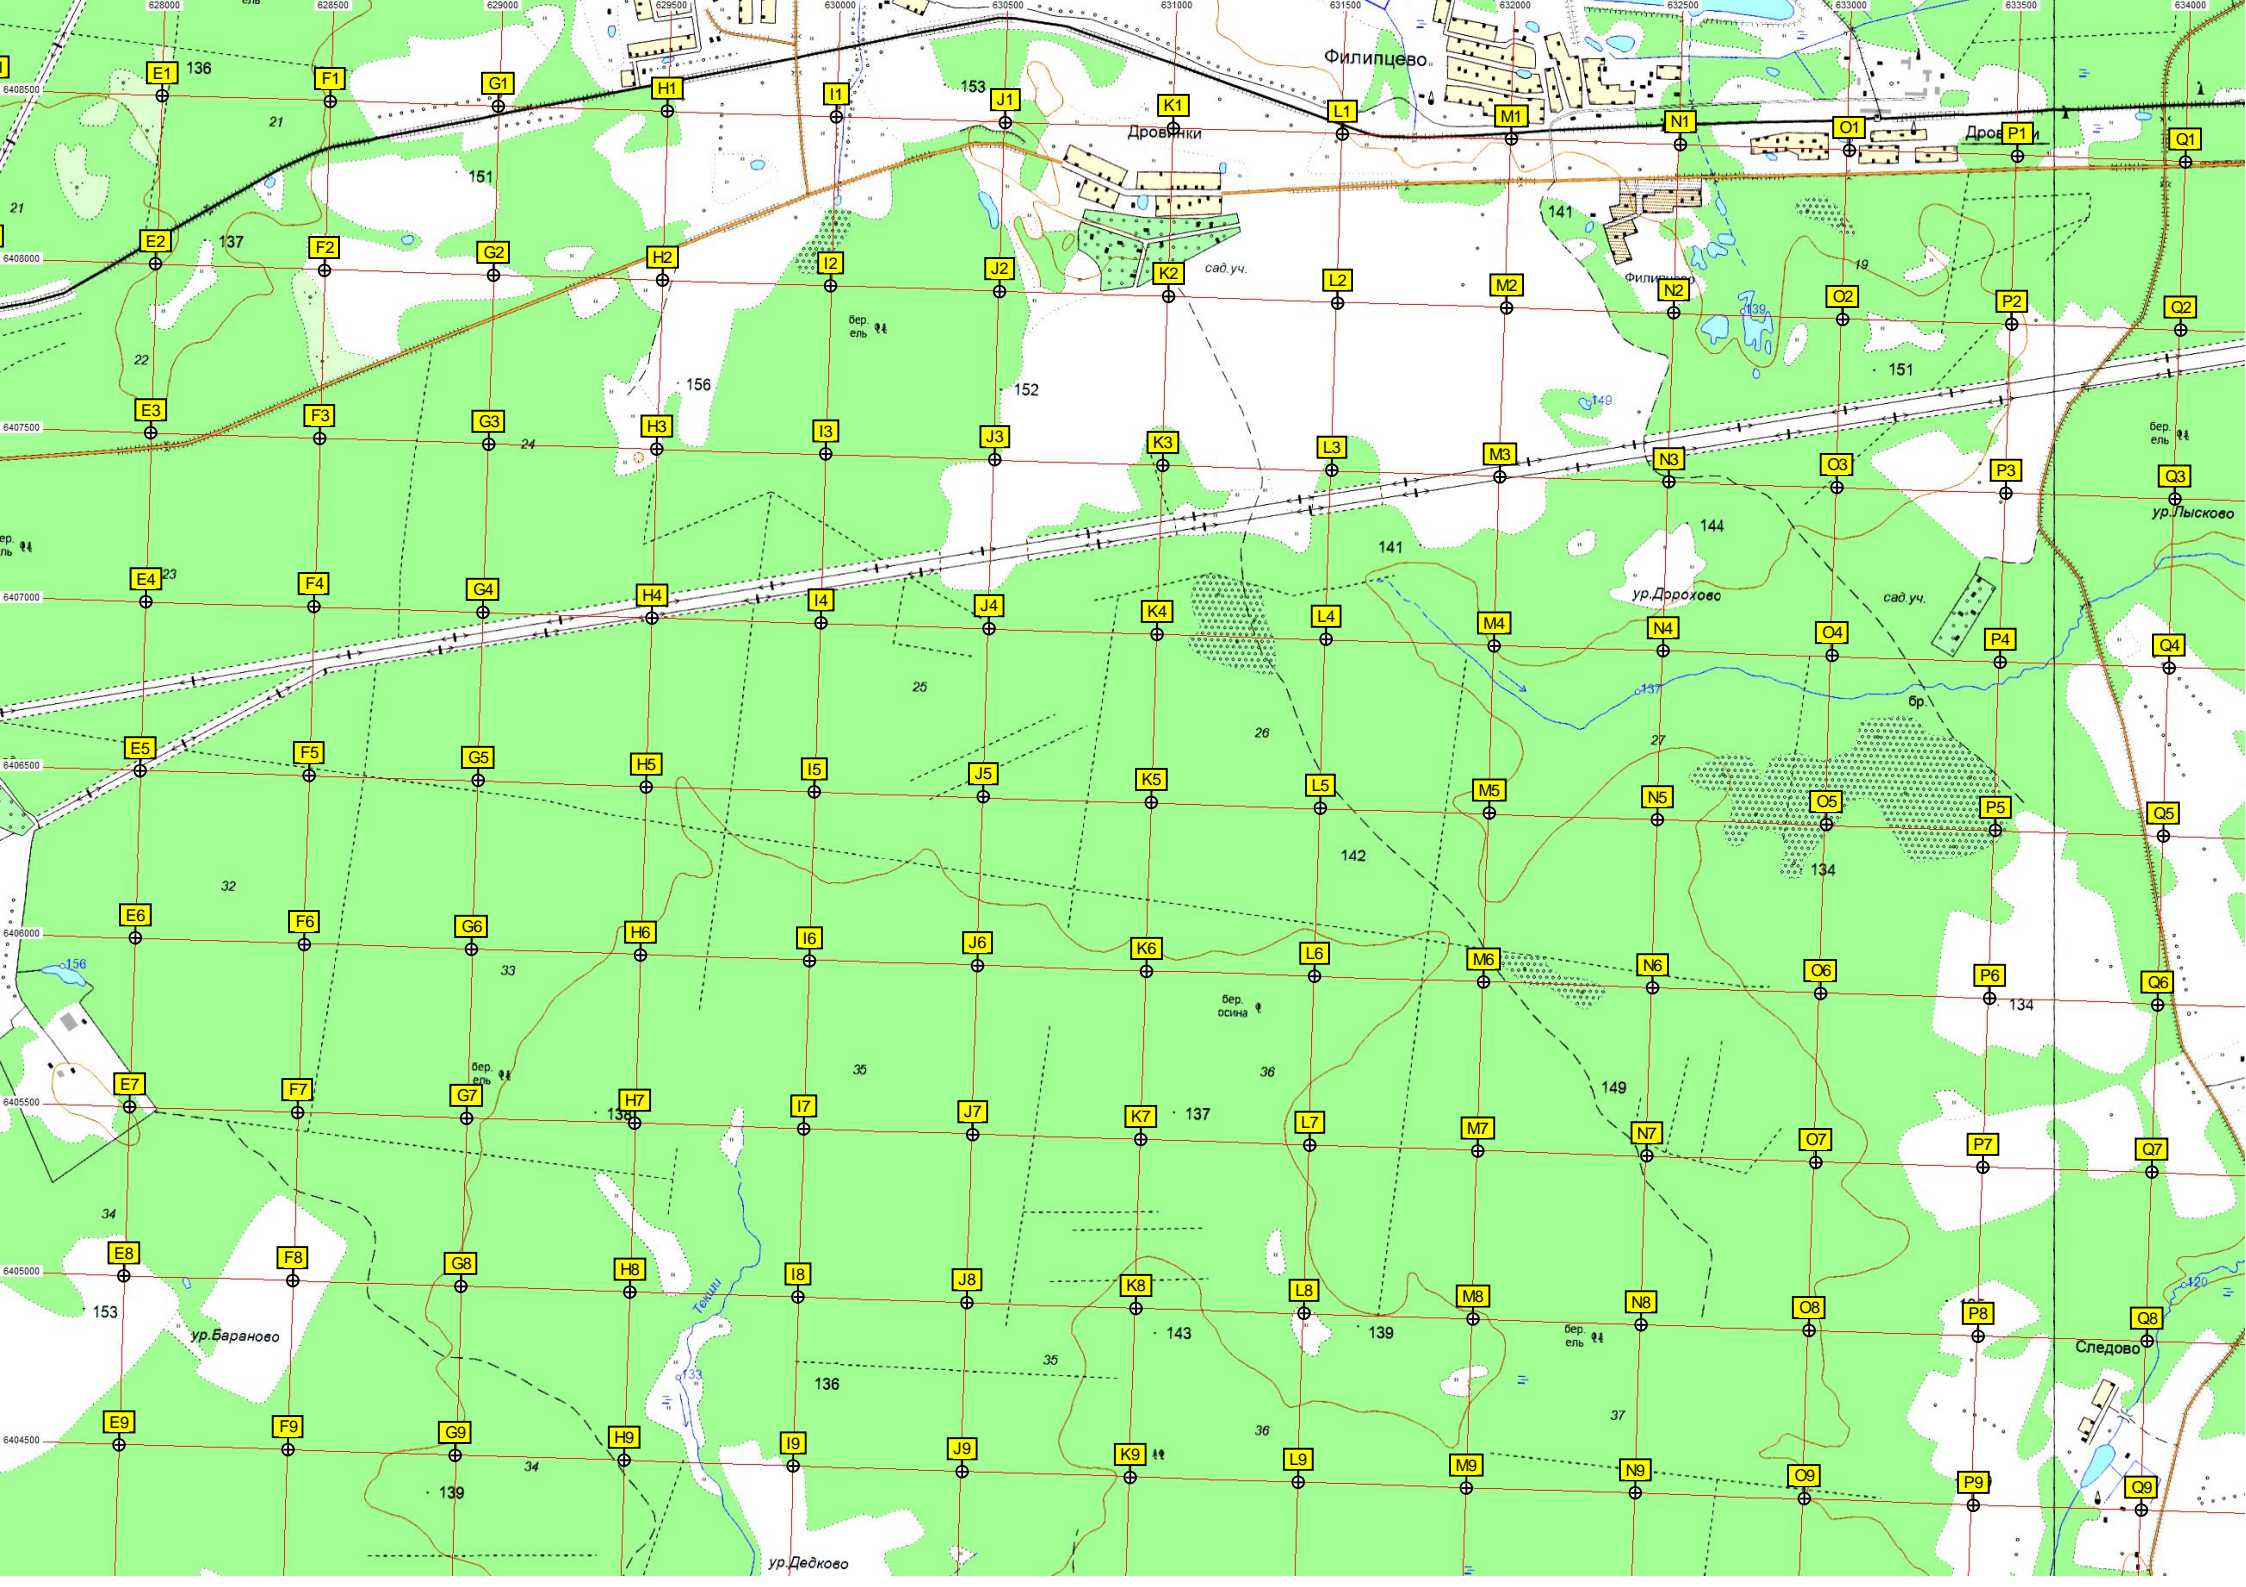 628000 628500 629000 629500 630000 630500 631000 631500 632000 632500 633000 633500 634000
ель
Филипцево
E1 136 F1 G1 H1 I1 153 J1 K1 L1 M1 N1 O1 P1 Q1
6408500
21
151
21
141
137
E2 F2 G2 H2 I2 J2 K2 сад.уч. L2 M2 N2 O2 19 P2 Q2
6408000
139
бер.
ель
22
156
152
151
149
E3 F3 G3 H3 I3 J3 K3 L3 M3 N3 O3 P3 Q3
6407500
24
бер.
ель
ур.Лысково
144
141
23
E4 F4 G4 H4 I4 J4 K4 L4 M4 N4 O4 P4 Q4
6407000
ур.Дорохово
сад.уч.
25
137
бр.
26
27
E5 F5 G5 H5 I5 J5 K5 L5 M5 N5 O5 P5 Q5
6406500
142
134
32
E6 F6 G6 H6 I6 J6 K6 L6 M6 N6 O6 P6 Q6
6406000
156
33
бер.
осина
134
35
36
бер.
ель
149
E7 F7 G7 H7 I7 J7 K7 L7 M7 N7 O7 P7 Q7
6405500
138
137
34
E8 F8 G8 H8 I8 J8 K8 L8 M8 N8 O8 P8 Q8
6405000
120
Текши
153
ур.Бараново
143
139
бер.
ель
Следово
35
133
136
37
36
E9 F9 G9 H9 I9 J9 K9 L9 M9 N9 O9 P9 Q9
6404500
34
139
ур.Дедково